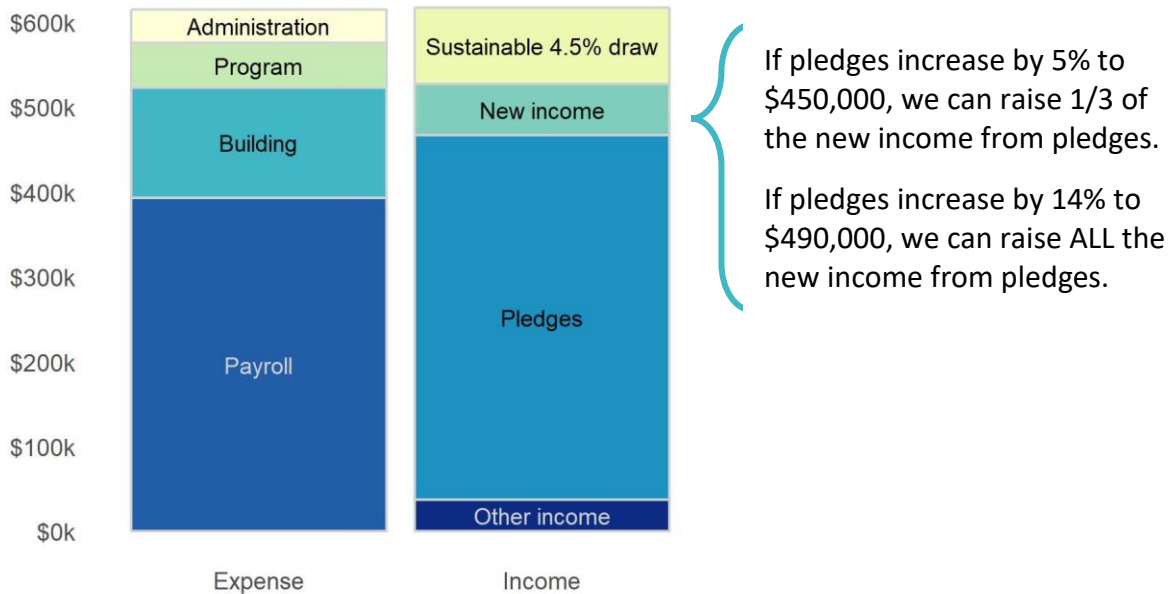 $600k
$500k
$400k
$300k
$200k
$100k
$0k
Administration
Program
Building
Payroll
Expense
Sustainable 4.5% draw
New income
Pledges
Other income
Income
If pledges increase by 5% to
$450,000, we can raise 1/3 of
the new income from pledges.
If pledges increase by 14% to
$490,000, we can raise ALL the
new income from pledges.